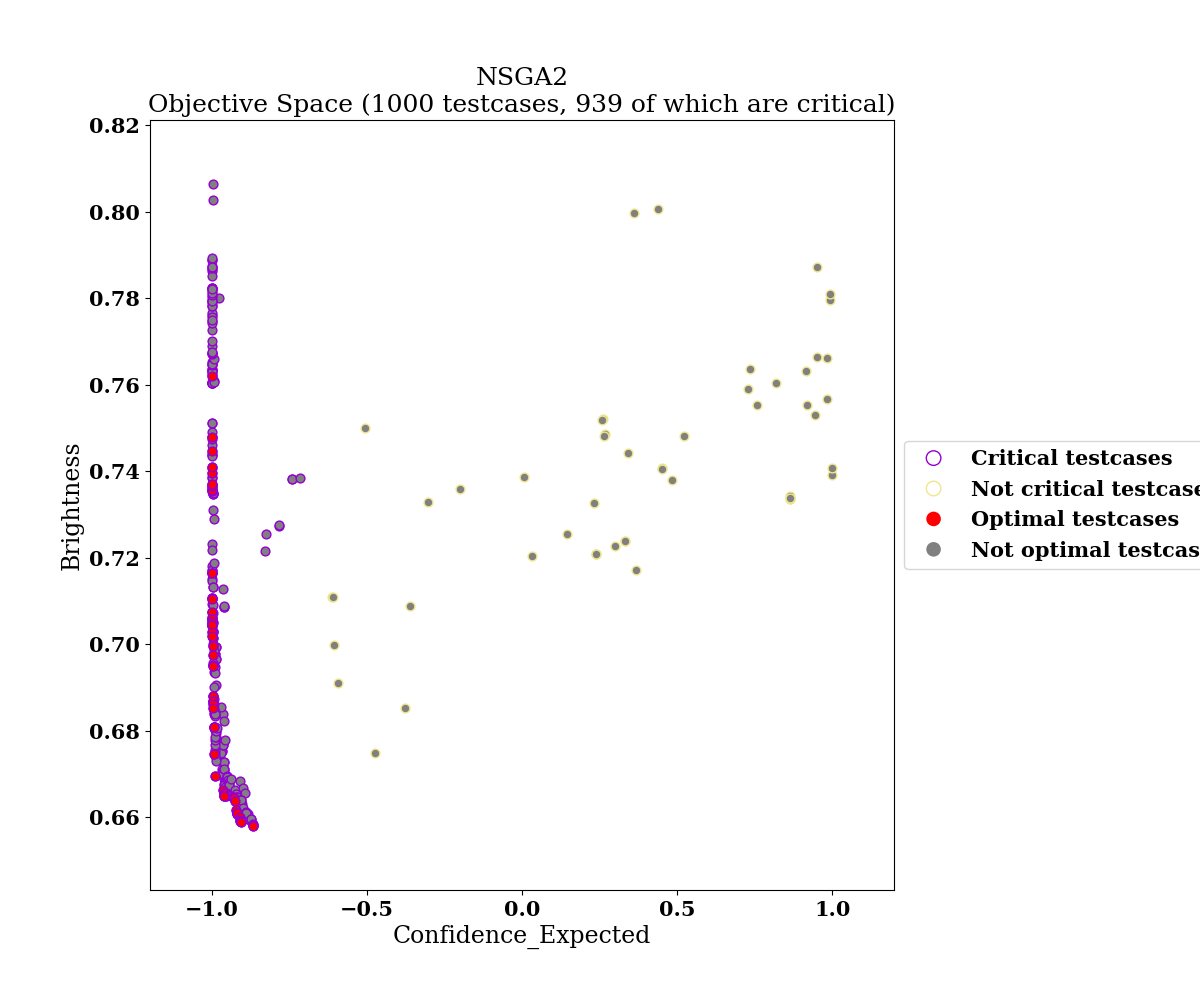 NSGA2
Objective Space (1000 testcases, 939 of which are critical)
0.82
0.80
0.78
0.76
0.74
0.72
0.70
0.68
0.66
Brightness
−1.0
−0.5
0.0
0.5
1.0
Confidence_Expected
Critical testcases
Not critical testcase
Optimal testcases
Not optimal testcas